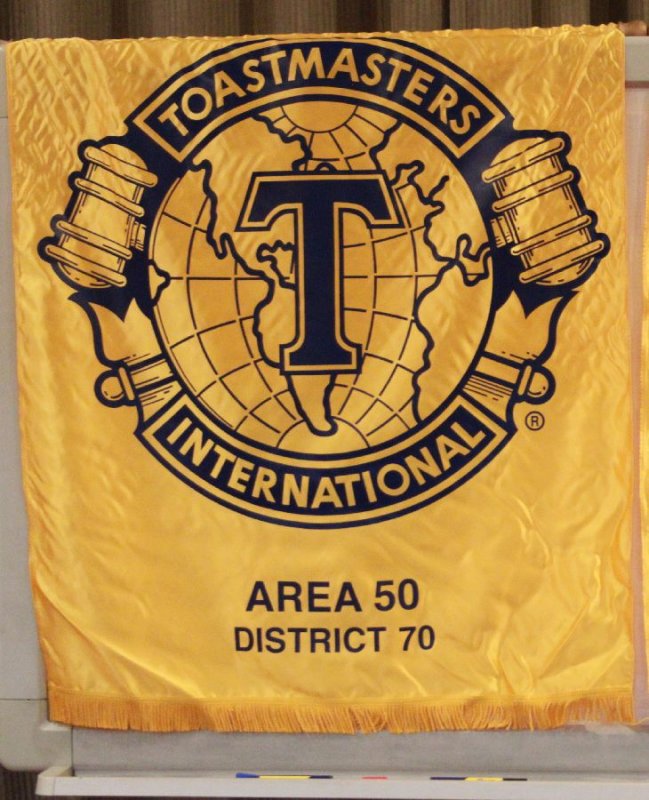 TOASTMASTERS
T
INTERNATIONAL
®
AREA 50
DISTRICT 70